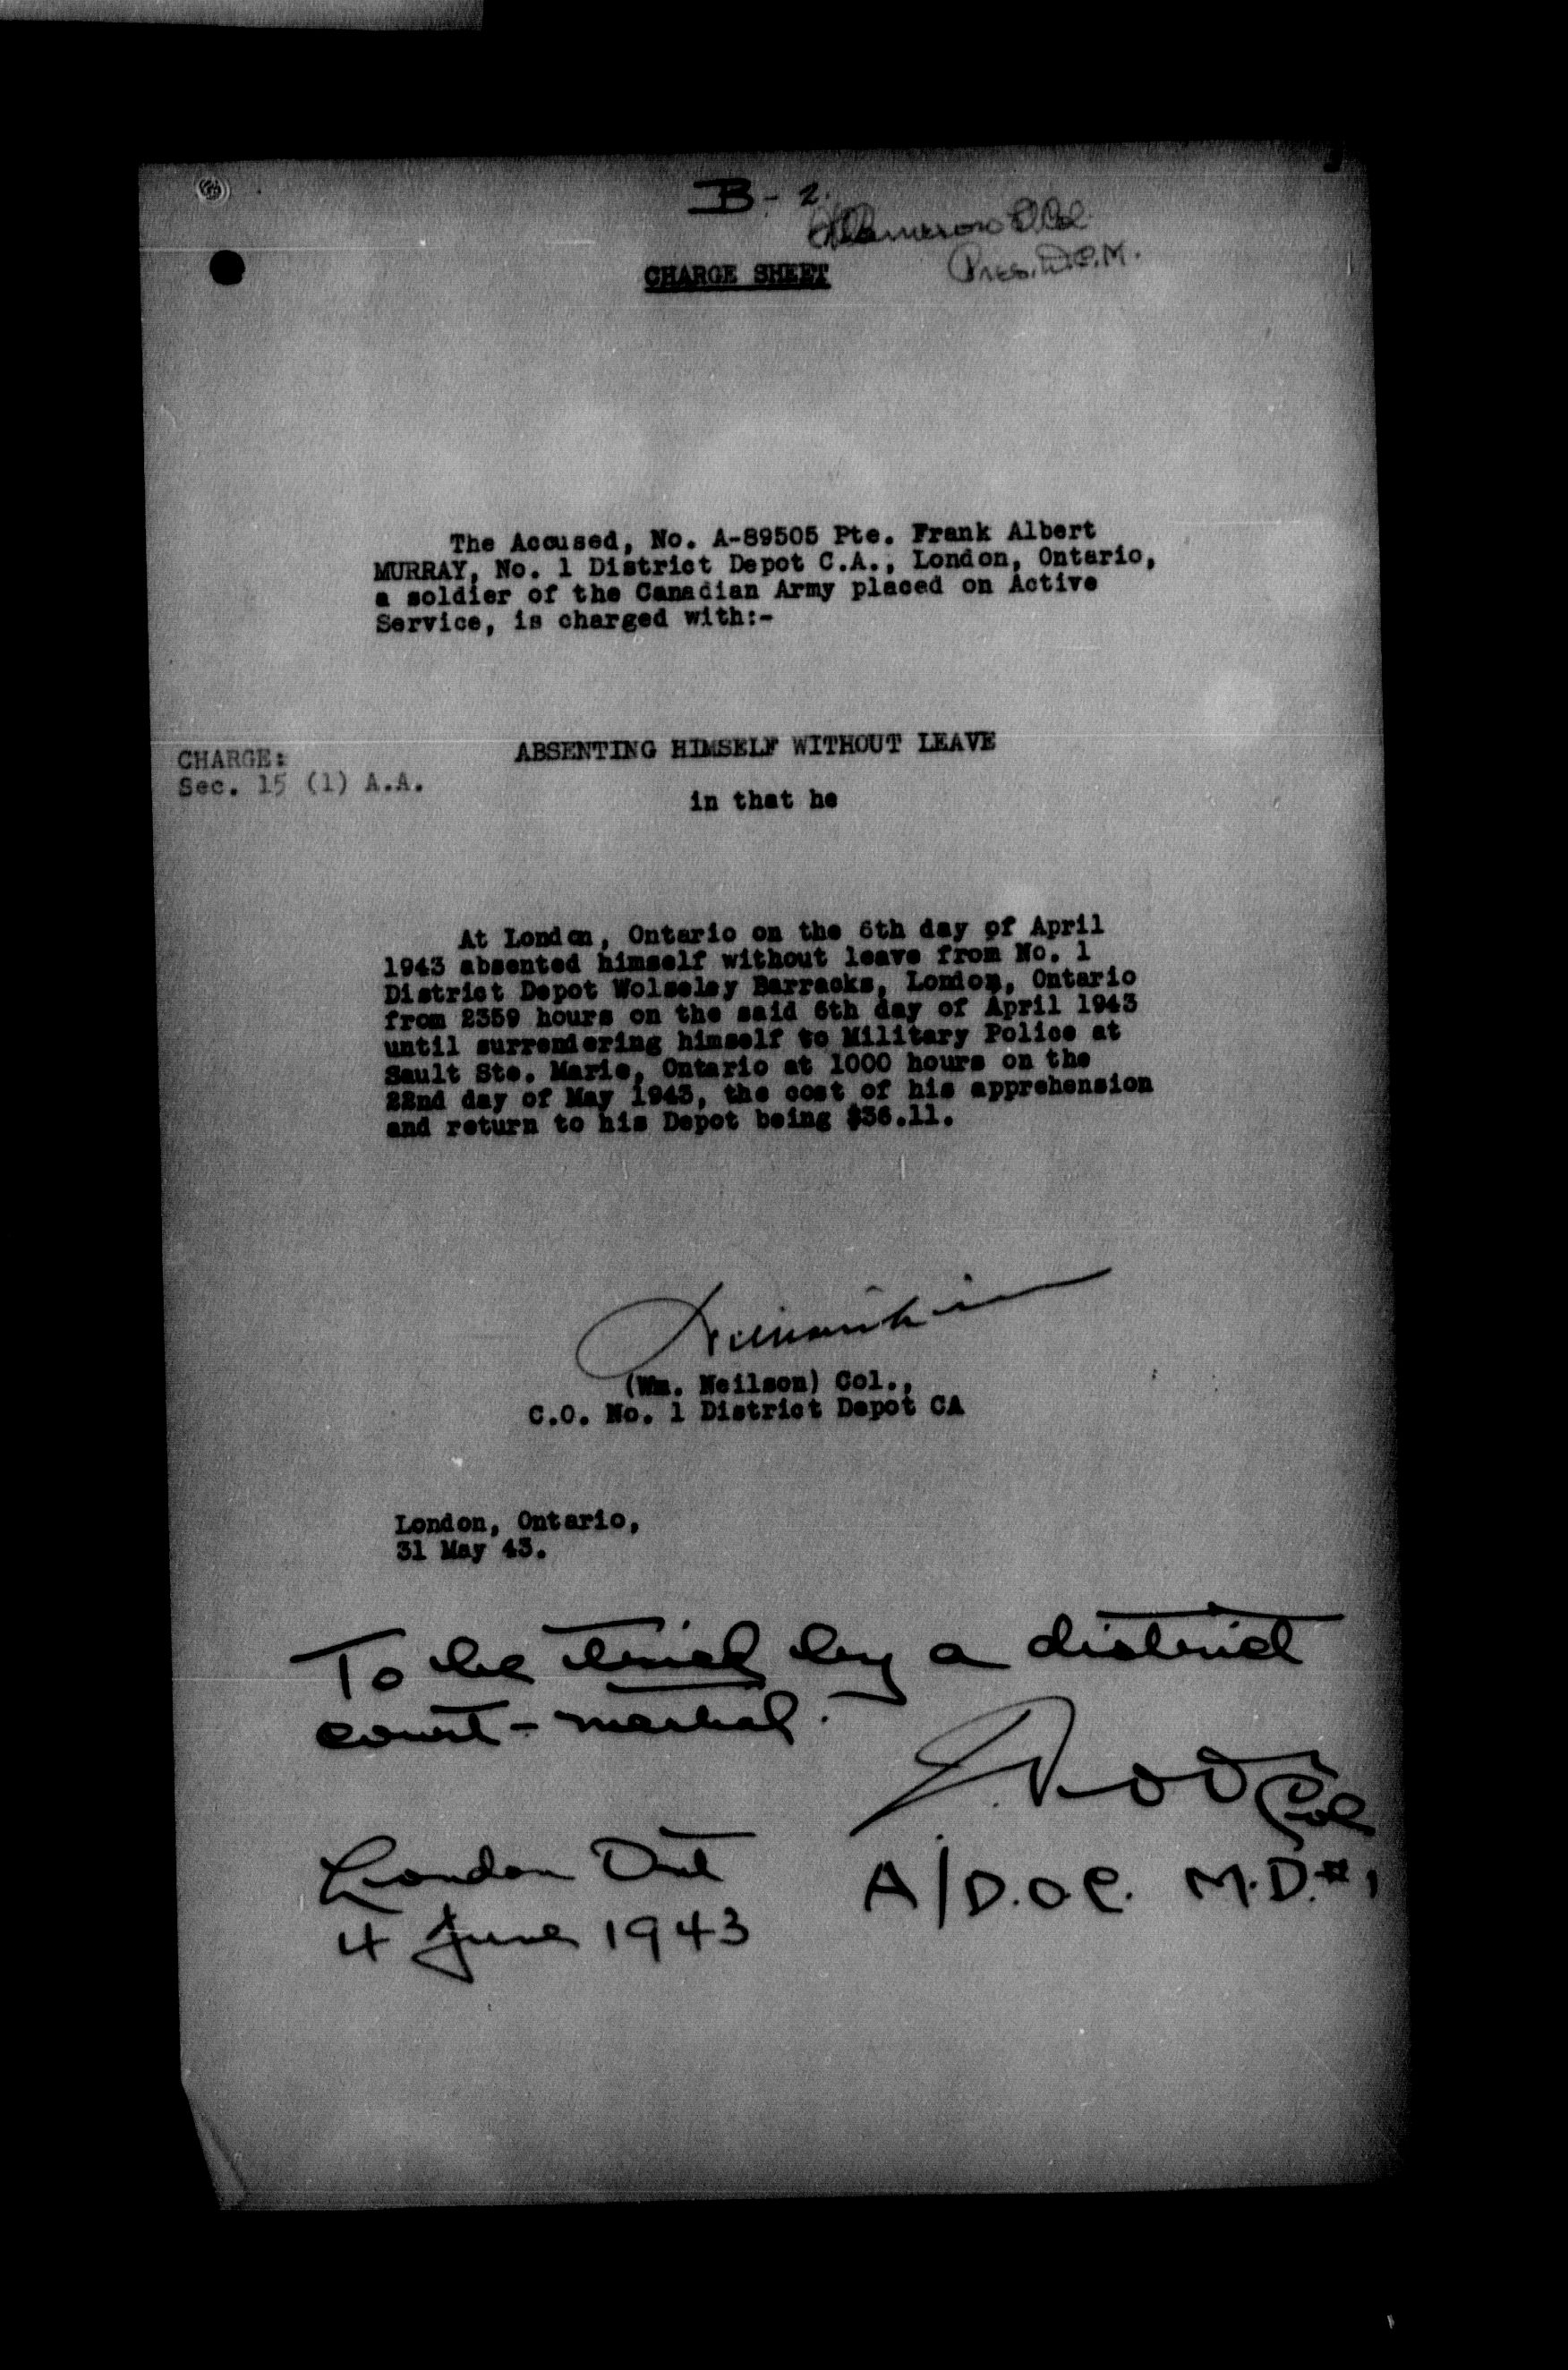 B-2.
Cameron Lt. Col
Pres. D.C.M.
CHARGE SHEET
The Accused, No. A-89505 Pte. Frank Albert
MURRAY, No. 1 District Depot C.A., London, Ontario,
a soldier of the Canadian Army placed on Active
Service, is charged with:-
CHARGE:
Sec. 15 (1) A.A.
ABSENTING HIMSELF WITHOUT LEAVE
in that he
At London, Ontario on the 6th day of April
1943 absented himself without leave from No. 1
District Depot Wolseley Barracks, London, Ontario
from 2359 hours on the said 6th day of April 1943
until surrendering himself to Military Police at
Sault Ste. Marie, Ontario at 1000 hours on the
22nd day of May 1943, the cost of his apprehension
and return to his Depot being $36.11.
(Wm. Neilson) Col.,
C.O. No. 1 District Depot CA
London, Ontario,
31 May 43.
To be tried by a district
court-martial.
Col
A/D.O.C. M.D.#1
London Ont
4 June 1943